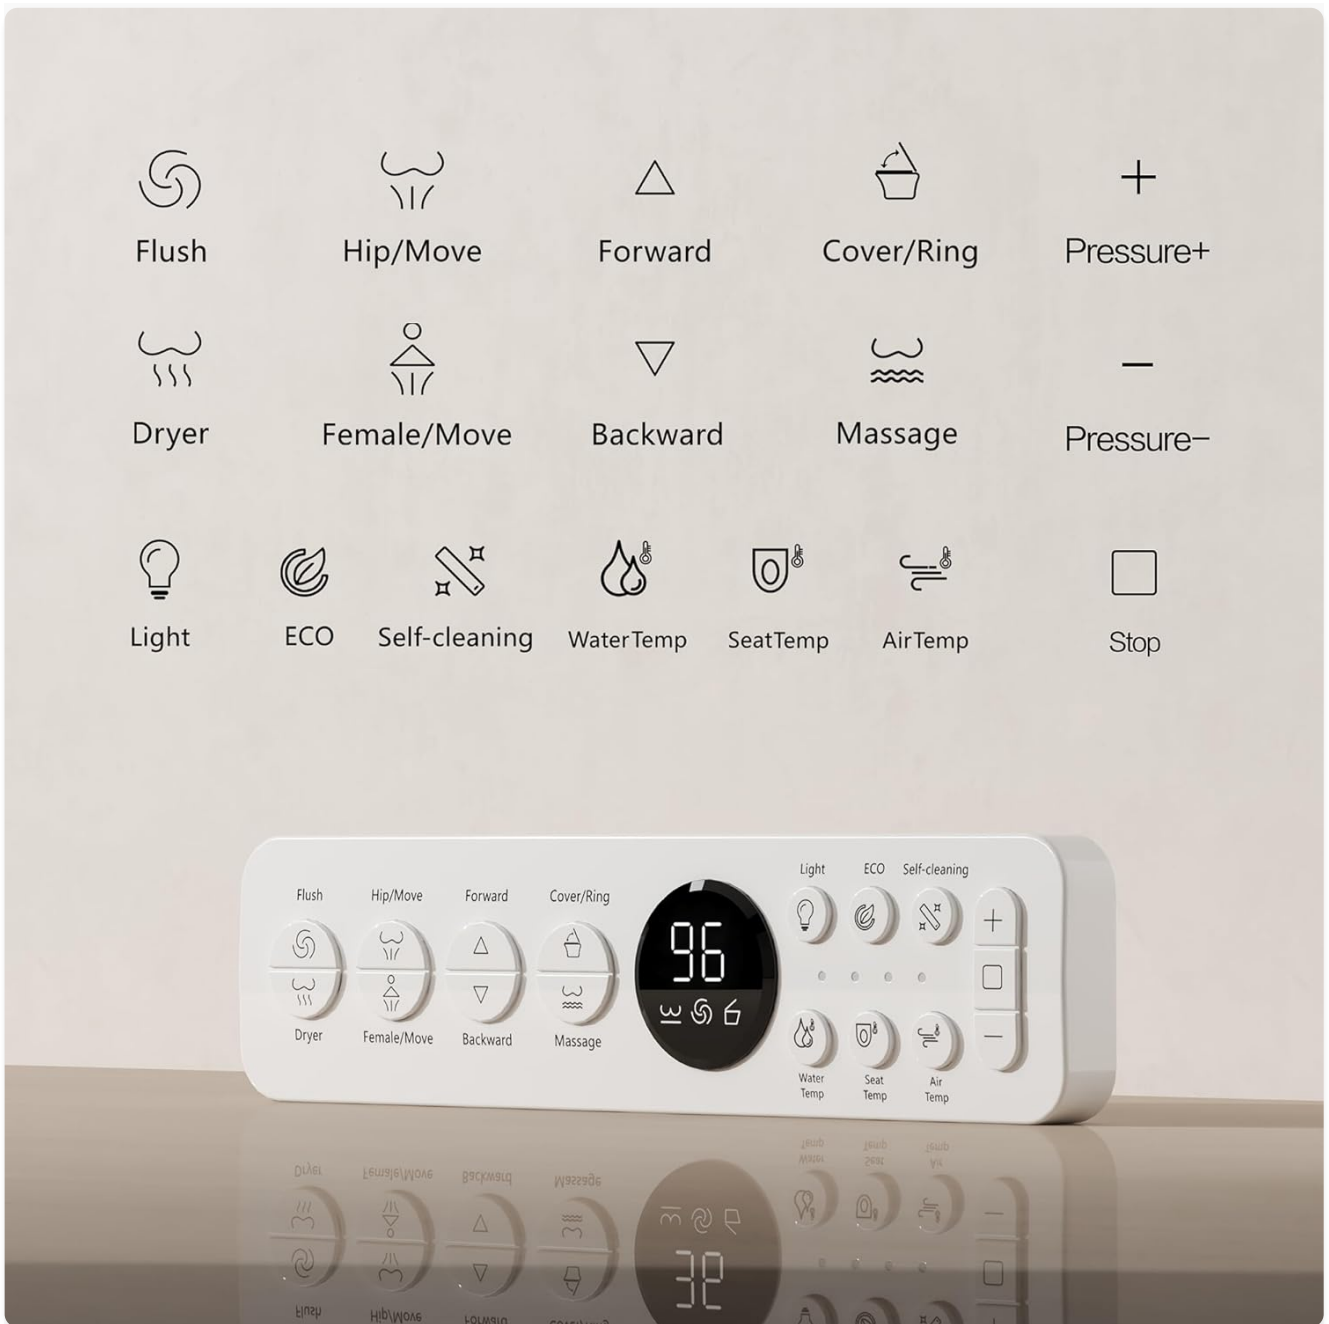 Flush
Hip/Move
Forward
Cover/Ring
Pressure+
Dryer
Female/Move
Backward
Massage
Pressure−
Light
ECO
Self-cleaning
WaterTemp
SeatTemp
AirTemp
Stop
Flush
Hip/Move
Forward
Cover/Ring
Dryer
Female/Move
Backward
Massage
96
Light
ECO
Self-cleaning
Water
Temp
Seat
Temp
Air
Temp